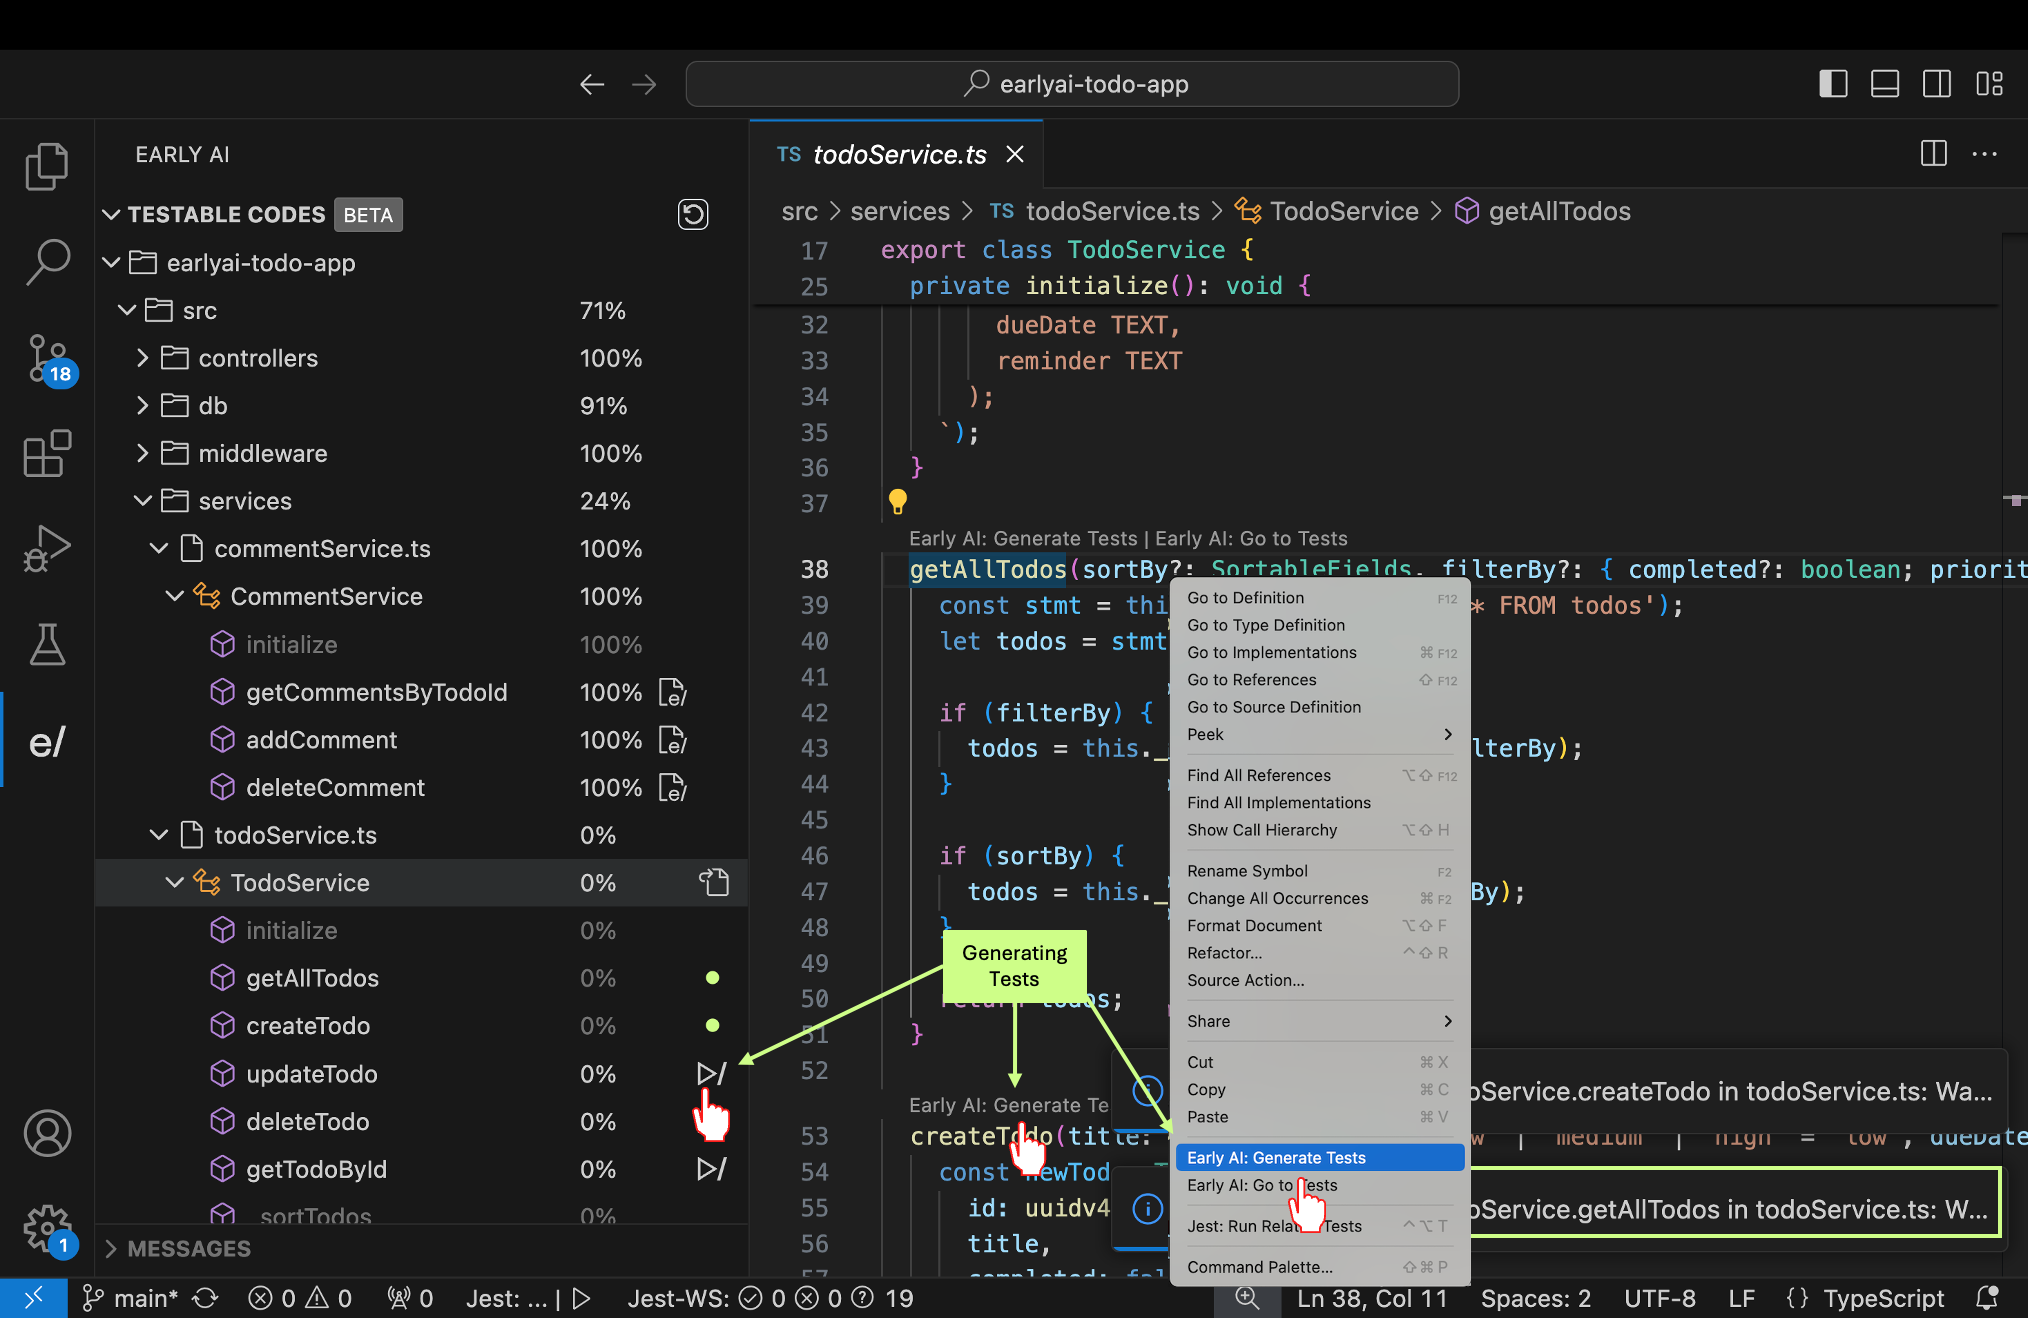 earlyai-todo-app
EARLY AI
TESTABLE CODES BETA
earlyai-todo-app
src 71%
controllers 100%
db 91%
middleware 100%
services 24%
commentService.ts 100%
CommentService 100%
initialize 100%
getCommentsByTodoId 100%
addComment 100%
deleteComment 100%
todoService.ts 0%
TodoService 0%
initialize 0%
getAllTodos 0%
createTodo 0%
updateTodo 0%
deleteTodo 0%
getTodoById 0%
sortTodos 0%
MESSAGES
18
e/
1
TS todoService.ts
src > services > TS todoService.ts > TodoService > getAllTodos
17 export class TodoService {
25 private initialize(): void {
32 dueDate TEXT,
33 reminder TEXT
34 );
35 `);
36 }
37
Early AI: Generate Tests | Early AI: Go to Tests
38 getAllTodos(sortBy?: SortableFields, filterBy?: { completed?: boolean; priorit
39 const stmt = thi * FROM todos');
40 let todos = stmt
41
42 if (filterBy) {
43 todos = this._ lterBy);
44 }
45
46 if (sortBy) {
47 todos = this._ By);
48 }
49
50 return todos;
51 }
52
Early AI: Generate Te
53 createTodo(title: w | medium | high = low , dueDate
54 const newTod
55 id: uuidv4
56 title,
57 completed: fal
Generating
Tests
Go to Definition F12
Go to Type Definition
Go to Implementations ⌘ F12
Go to References ⇧ F12
Go to Source Definition
Peek
Find All References ⌥⇧ F12
Find All Implementations
Show Call Hierarchy ⌥⇧ H
Rename Symbol F2
Change All Occurrences ⌘ F2
Format Document ⌥⇧ F
Refactor... ^⇧ R
Source Action...
Share
Cut ⌘ X
Copy ⌘ C
Paste ⌘ V
Early AI: Generate Tests
Early AI: Go to Tests
Jest: Run Related Tests ^⌥ T
Command Palette... ⇧⌘ P
oService.createTodo in todoService.ts: Wa...
oService.getAllTodos in todoService.ts: W...
main* 0 0 0 Jest: ... | Jest-WS: 0 0 19 Ln 38, Col 11 Spaces: 2 UTF-8 LF {} TypeScript